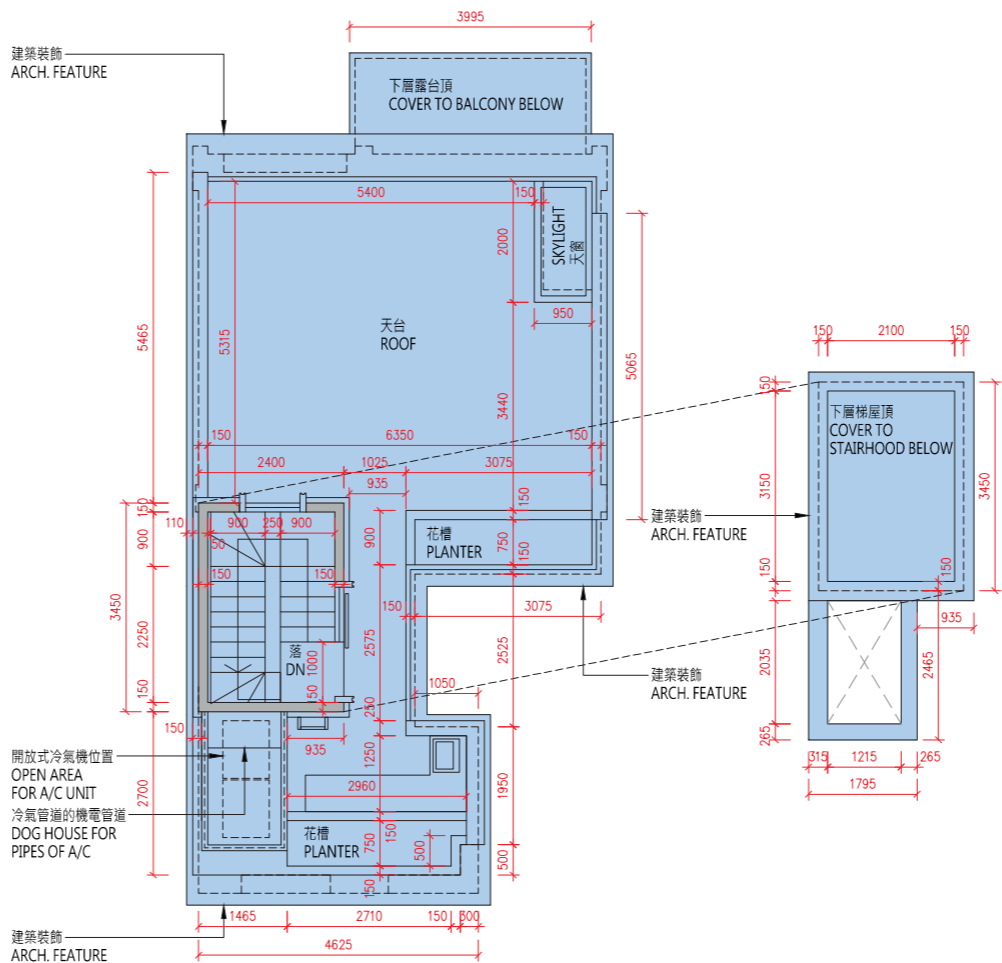 3995
建築裝飾
ARCH. FEATURE
下層露台頂
COVER TO BALCONY BELOW
5400
150
SKYLIGHT
天窗
2000
950
天台
ROOF
5465
5315
5065
3440
150
6350
150
2400
1025
3075
935
150
110
150
900
250
900
50
900
3450
2250
150
150
150
花槽
PLANTER
900
750
150
150
3075
2575
2525
落
DN
1000
150
250
1050
150
935
1250
2960
1950
開放式冷氣機位置
OPEN AREA
FOR A/C UNIT
冷氣管道的機電管道
DOG HOUSE FOR
PIPES OF A/C
2700
花槽
PLANTER
750
150
500
500
150
1465
2710
150
300
4625
建築裝飾
ARCH. FEATURE
150
2100
150
150
3150
3450
下層梯屋頂
COVER TO
STAIRHOOD BELOW
建築裝飾
ARCH. FEATURE
150
150
935
2035
2465
建築裝飾
ARCH. FEATURE
265
315
1215
265
1795